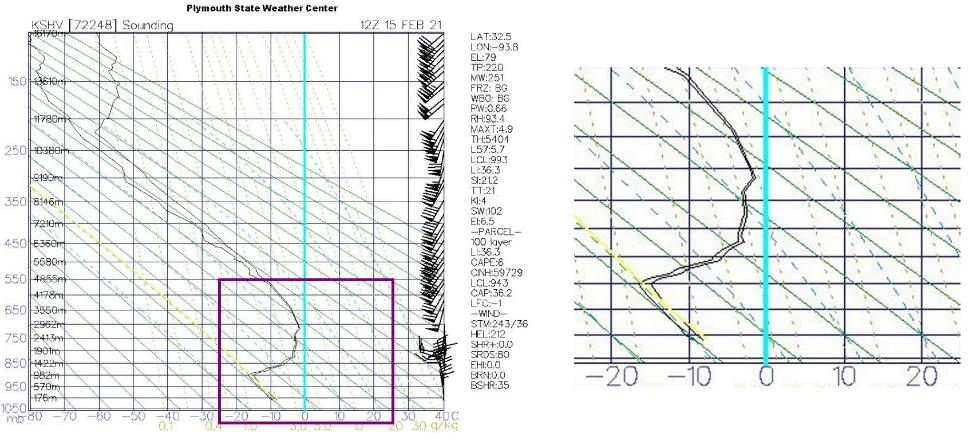 Plymouth State Weather Center
KSHV [72248] Sounding 12Z 15 FEB 21
LAT:32.5
LON:-93.8
EL:79
TP:220
MW:251
FRZ: BG
WBO: BG
PW:0.66
RH:93.4
MAXT:4.9
TH:5404
L57:5.7
LCL:993
LI:36.3
SI:21.2
TT:21
KI:4
SW:102
EI:6.5
-PARCEL-
100 layer
LI:36.3
CAPE:6
CINH:59729
LCL:943
CAP:36.2
LFC:-1
-WIND-
STM:243/36
HEL:212
SHR+:0.0
SRDS:80
EHI:0.0
BRN:0.0
BSHR:35
16170m
150 13610m
11780m
250 10380m
9190m
350 8146m
7210m
450 6360m
5580m
550 4855m
4178m
650 3550m
2962m
750 2413m
1901m
850 1422m
982m
950 570m
1050 176m
mb -80 -70 -60 -50 -40 -30 -20 -10 0 10 20 30 40C
0.1 0.4 1.0 3.0 5.0 10 20 30 g/kg
-20 -10 0 10 20